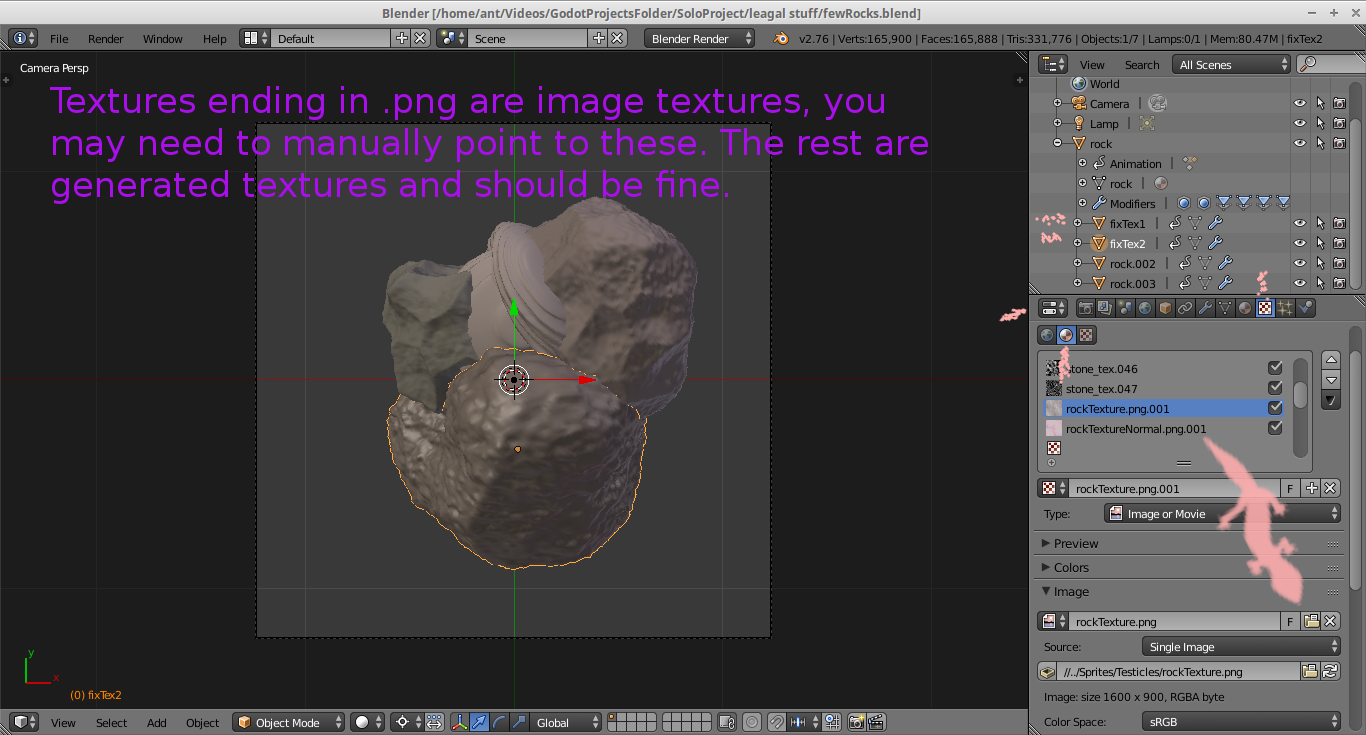 Blender [/home/ant/Videos/GodotProjectsFolder/SoloProject/leagal stuff/fewRocks.blend]
File Render Window Help Default Scene Blender Render v2.76 | Verts:165,900 | Faces:165,888 | Tris:331,776 | Objects:1/7 | Lamps:0/1 | Mem:80.47M | fixTex2
Camera Persp
Textures ending in .png are image textures, you
may need to manually point to these. The rest are
generated textures and should be fine.
y
x
(0) fixTex2
View Select Add Object Object Mode Global
View Search All Scenes
World
Camera
Lamp
rock
Animation
rock
Modifiers
fixTex1
fixTex2
rock.002
rock.003
stone_tex.046
stone_tex.047
rockTexture.png.001
rockTextureNormal.png.001
rockTexture.png.001 F
Type: Image or Movie
Preview
Colors
Image
rockTexture.png F
Source: Single Image
//../Sprites/Testicles/rockTexture.png
Image: size 1600 x 900, RGBA byte
Color Space: sRGB